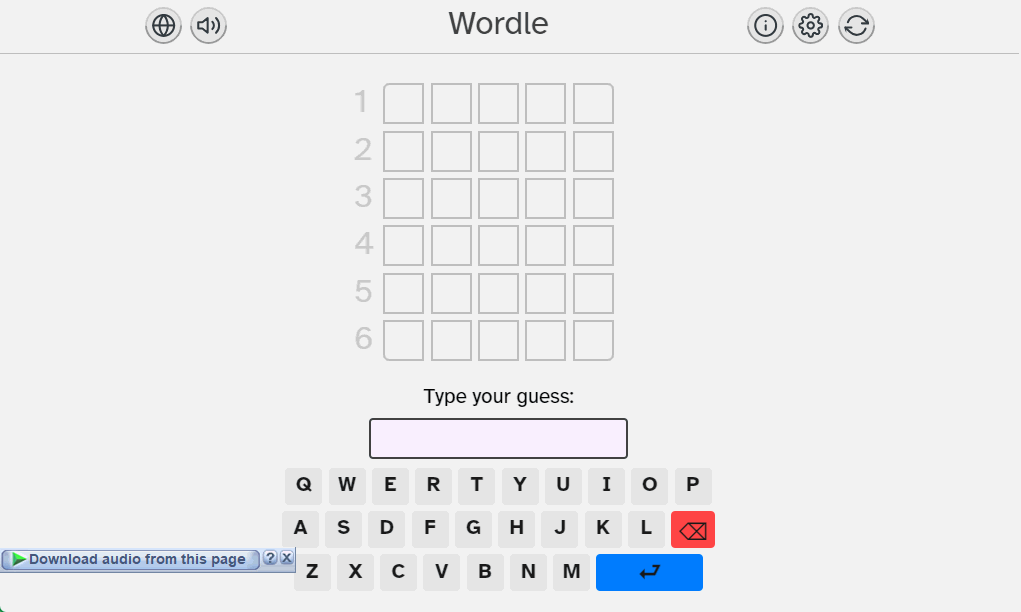 Wordle
1
2
3
4
5
6
Type your guess:
Q W E R T Y U I O P
A S D F G H J K L
Download audio from this page ?
Z X C V B N M